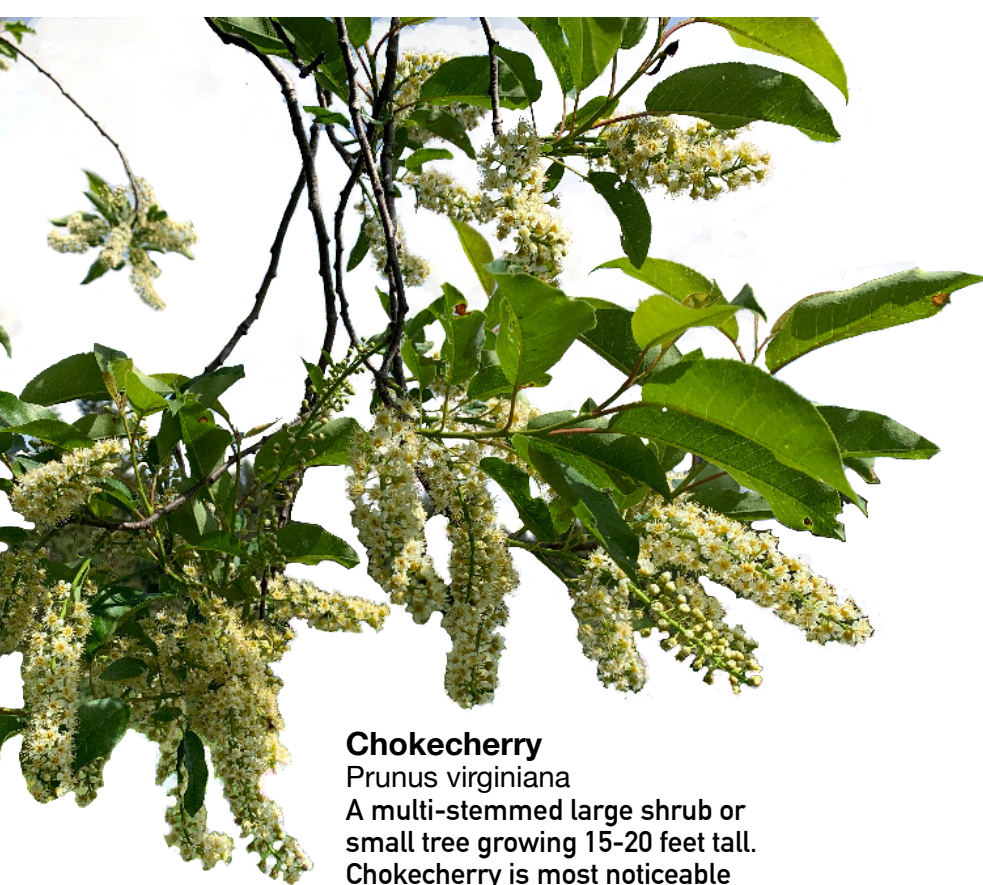 Chokecherry
Prunus virginiana
A multi-stemmed large shrub or
small tree growing 15-20 feet tall.
Chokecherry is most noticeable